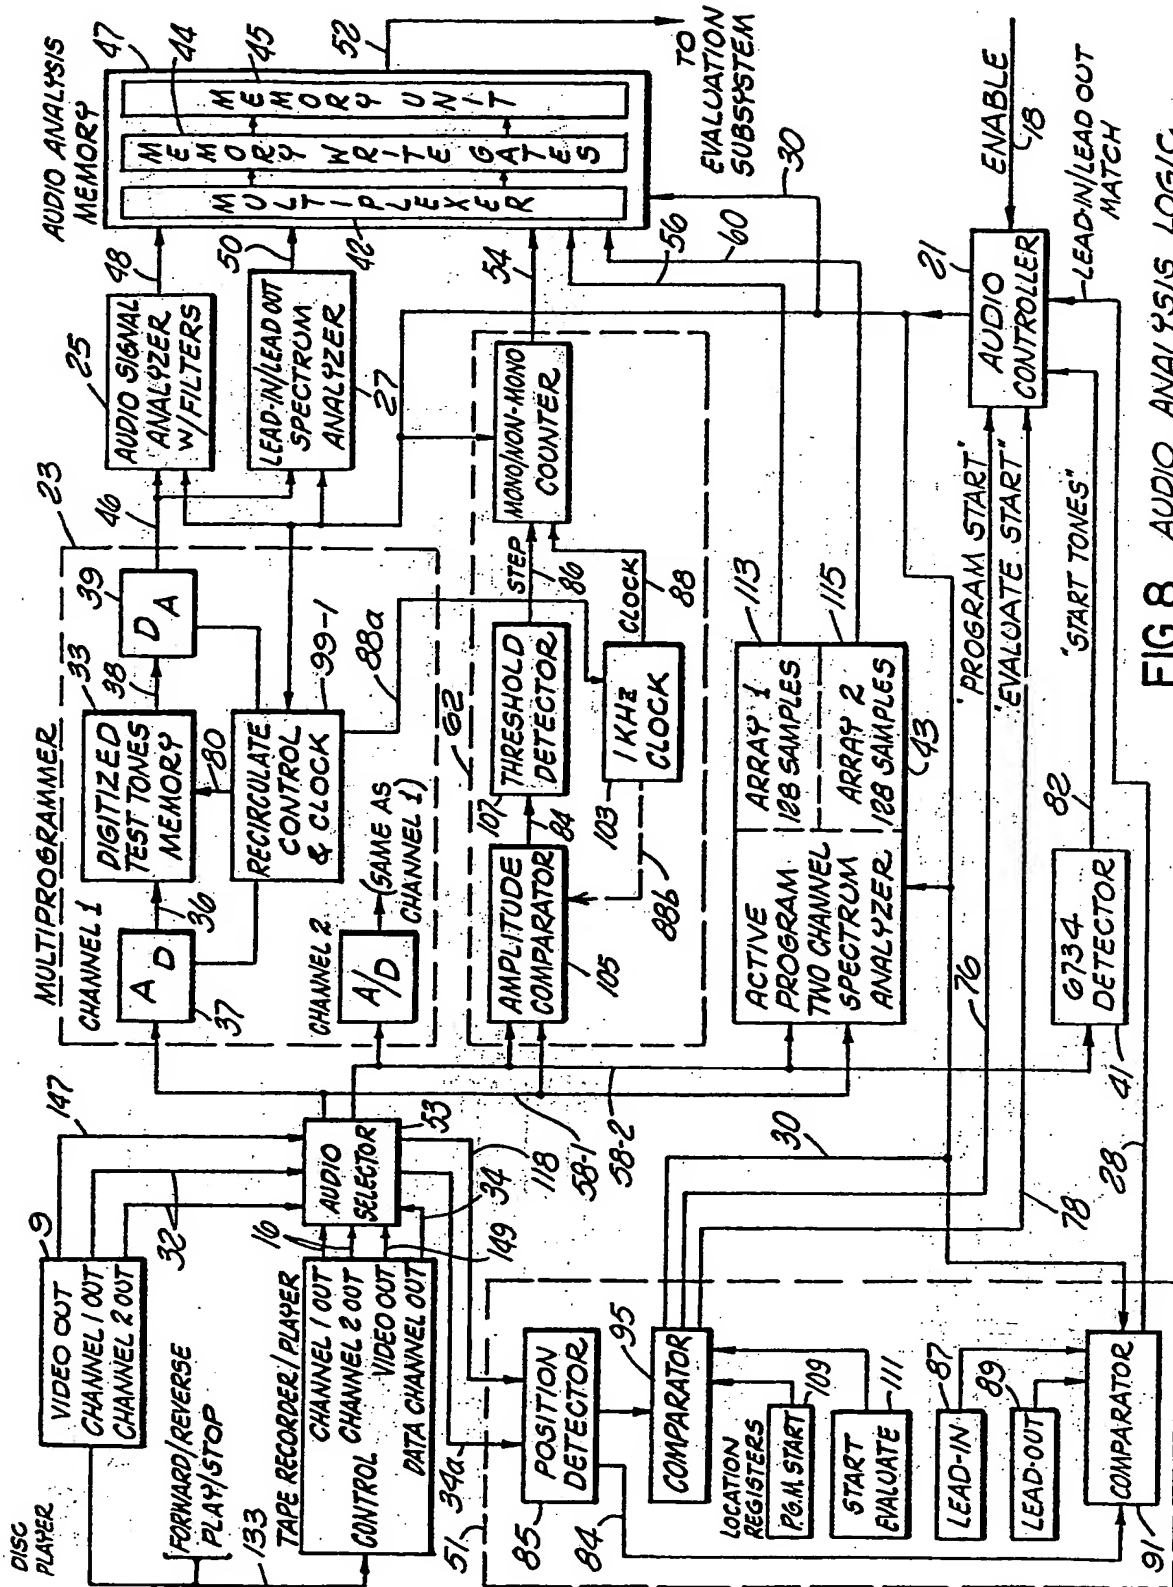 DISC
PLAYER
9
VIDEO OUT
CHANNEL 1 OUT
CHANNEL 2 OUT
147
32
FORWARD/REVERSE
PLAY/STOP
133
TAPE RECORDER/PLAYER
CONTROL
CHANNEL 1 OUT
CHANNEL 2 OUT
VIDEO OUT
DATA CHANNEL OUT
16
149
34
34a
AUDIO
SELECTOR
53
118
58-1
58-2
51
85
POSITION
DETECTOR
84
95
COMPARATOR
LOCATION
REGISTERS
P.G.M. START
109
START
EVALUATE
111
LEAD-IN
87
LEAD-OUT
89
COMPARATOR
91
MULTIPROGRAMMER
23
CHANNEL 1
A
D
37
36
DIGITIZED
TEST TONES
MEMORY
33
38
80
RECIRCULATE
CONTROL
& CLOCK
99-1
D
A
39
46
88a
CHANNEL 2
A/D
(SAME AS
CHANNEL 1)
62
AMPLITUDE
COMPARATOR
105
84
107
THRESHOLD
DETECTOR
STEP
86
MONO/NON-MONO
COUNTER
54
1 KHz
CLOCK
103
CLOCK
88
88b
ACTIVE
PROGRAM
TWO CHANNEL
SPECTRUM
ANALYZER
ARRAY 1
128 SAMPLES
ARRAY 2
128 SAMPLES
113
115
43
G734
DETECTOR
41
82
25
AUDIO SIGNAL
ANALYZER
W/FILTERS
48
LEAD-IN/LEAD OUT
SPECTRUM
ANALYZER
27
50
AUDIO ANALYSIS
MEMORY
47
44
45
42
MULTIPLEXER
MEMORY WRITE GATES
MEMORY UNIT
52
TO
EVALUATION
SUBSYSTEM
56
60
30
30
76
78
28
"PROGRAM START"
"EVALUATE START"
"START TONES"
AUDIO
CONTROLLER
21
ENABLE
18
LEAD-IN/LEAD OUT
MATCH
FIG.8 AUDIO ANALYSIS LOGIC